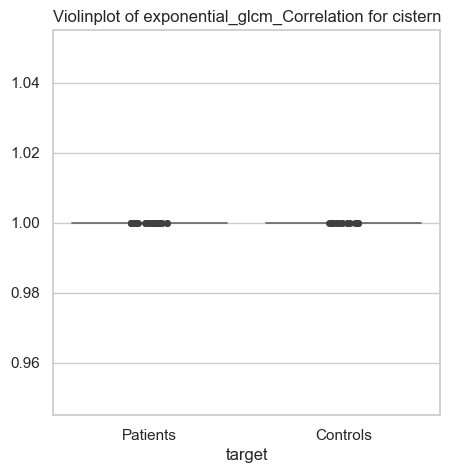 Violinplot of exponential_glcm_Correlation for cistern
1.04
1.02
1.00
0.98
0.96
Patients Controls
target